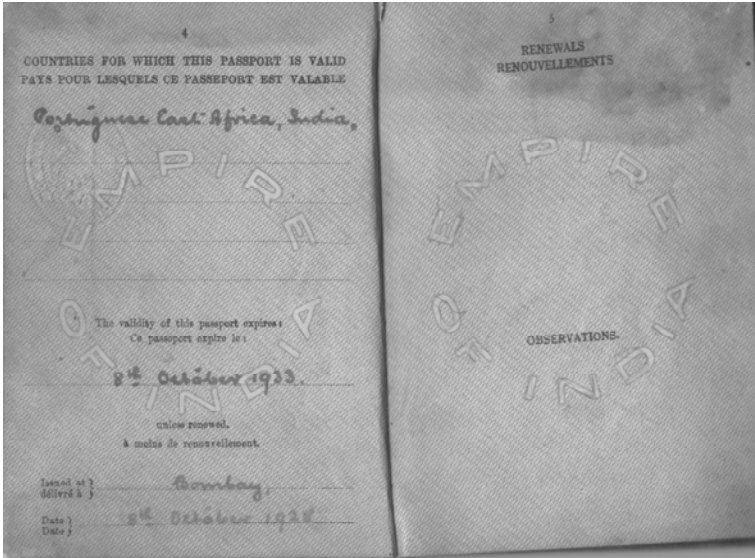 4
COUNTRIES FOR WHICH THIS PASSPORT IS VALID
PAYS POUR LESQUELS CE PASSEPORT EST VALABLE
Portuguese East Africa, India,
EMPIRE OF INDIA
The validity of this passport expires:
Ce passeport expire le:
8th October 1933.
unless renewed.
à moins de renouvellement.
Issued at }
délivré à }
Bombay,
Date }
Date }
8th October 1928
5
RENEWALS
RENOUVELLEMENTS
EMPIRE OF INDIA
OBSERVATIONS.